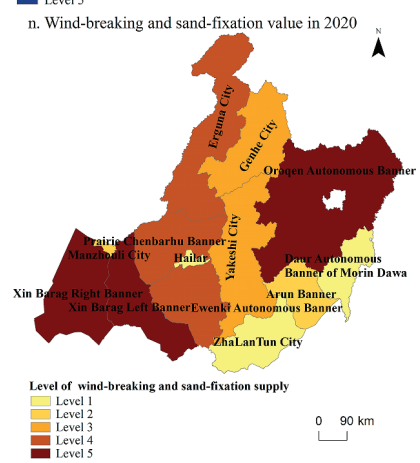 Level 5
n. Wind-breaking and sand-fixation value in 2020
N
Erguna City
Genhe City
Oroqen Autonomous Banner
Yakeshi City
Prairie Chenbarhu Banner
Manzhouli City
Hailar
Daur Autonomous
Banner of Morin Dawa
Xin Barag Right Banner
Arun Banner
Xin Barag Left Banner
Ewenki Autonomous Banner
ZhaLanTun City
Level of wind-breaking and sand-fixation supply
Level 1
Level 2
Level 3
Level 4
Level 5
0 90 km